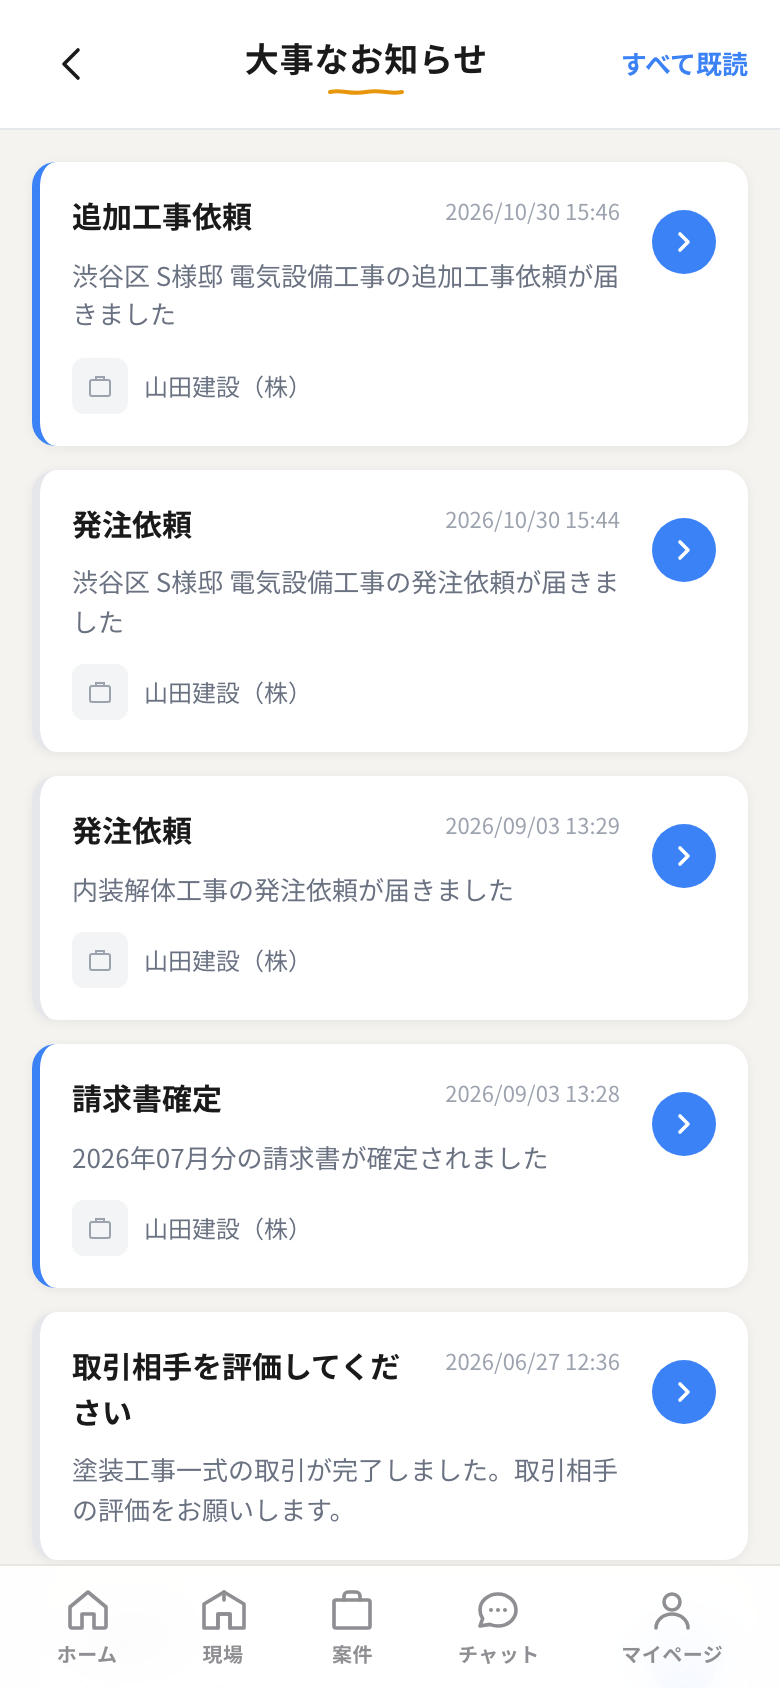 大事なお知らせ
すべて既読
追加工事依頼
2026/10/30 15:46
渋谷区 S様邸 電気設備工事の追加工事依頼が届
きました
山田建設（株）
発注依頼
2026/10/30 15:44
渋谷区 S様邸 電気設備工事の発注依頼が届きま
した
山田建設（株）
発注依頼
2026/09/03 13:29
内装解体工事の発注依頼が届きました
山田建設（株）
請求書確定
2026/09/03 13:28
2026年07月分の請求書が確定されました
山田建設（株）
取引相手を評価してくだ
さい
2026/06/27 12:36
塗装工事一式の取引が完了しました。取引相手
の評価をお願いします。
ホーム
現場
案件
チャット
マイページ